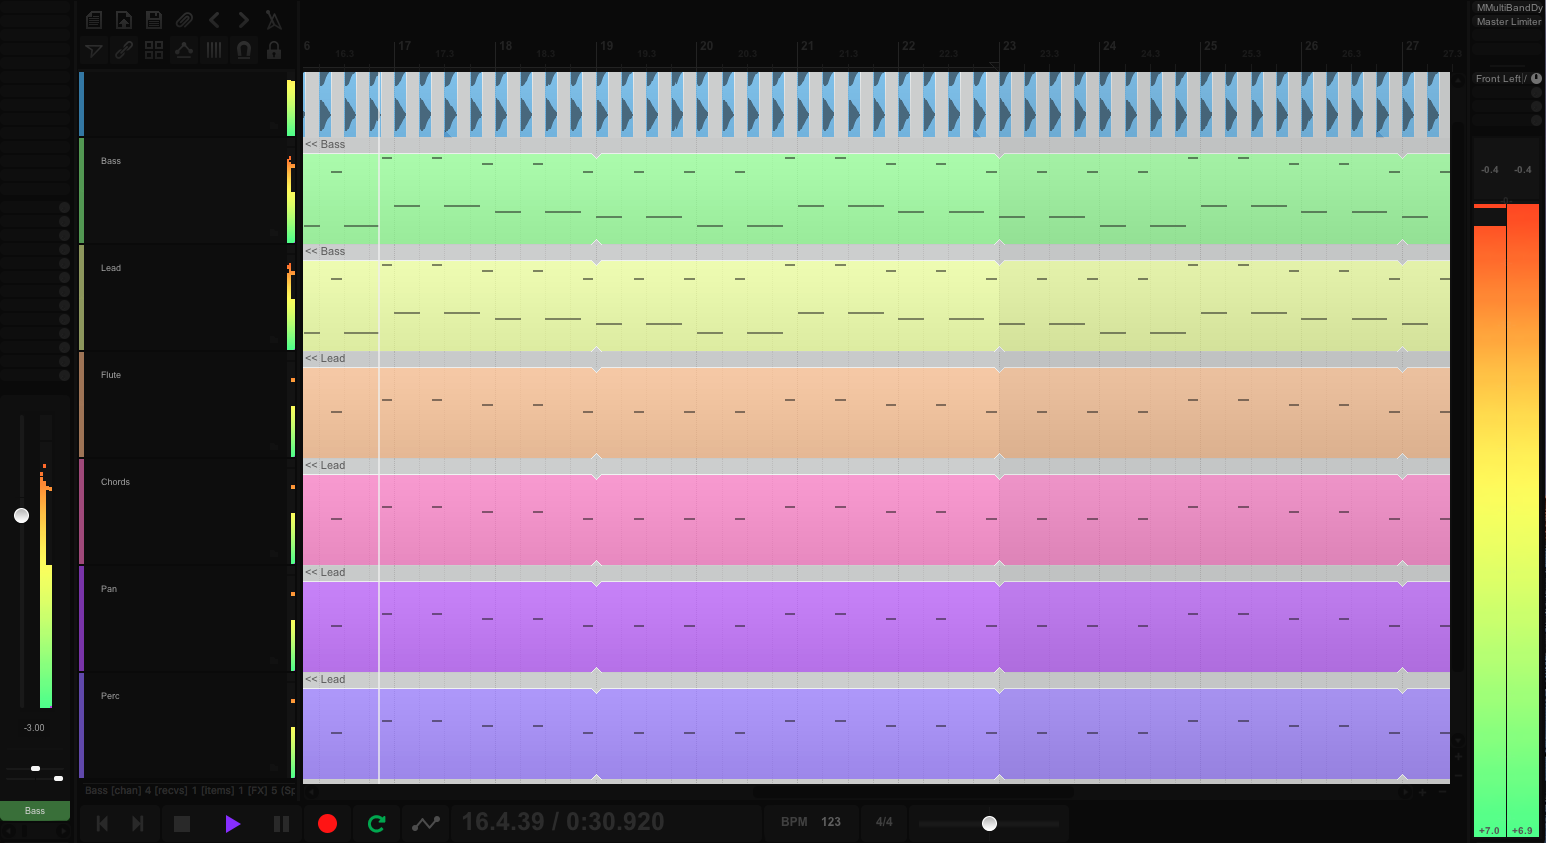 MMultiBandDy
Master Limiter
6 17 18 19 20 21 22 23 24 25 26 27
16.3 17.3 18.3 19.3 20.3 21.3 22.3 23.3 24.3 25.3 26.3 27.3
Front Left/
<< Bass
Bass
-0.4 -0.4
<< Bass
Lead
<< Lead
Flute
<< Lead
Chords
<< Lead
Pan
<< Lead
Perc
-3.00
Bass [chan] 4 [recvs] 1 [Items] 1 [FX] 5 (Sp
Bass
16.4.39 / 0:30.920
BPM 123
4/4
+7.0 +6.9